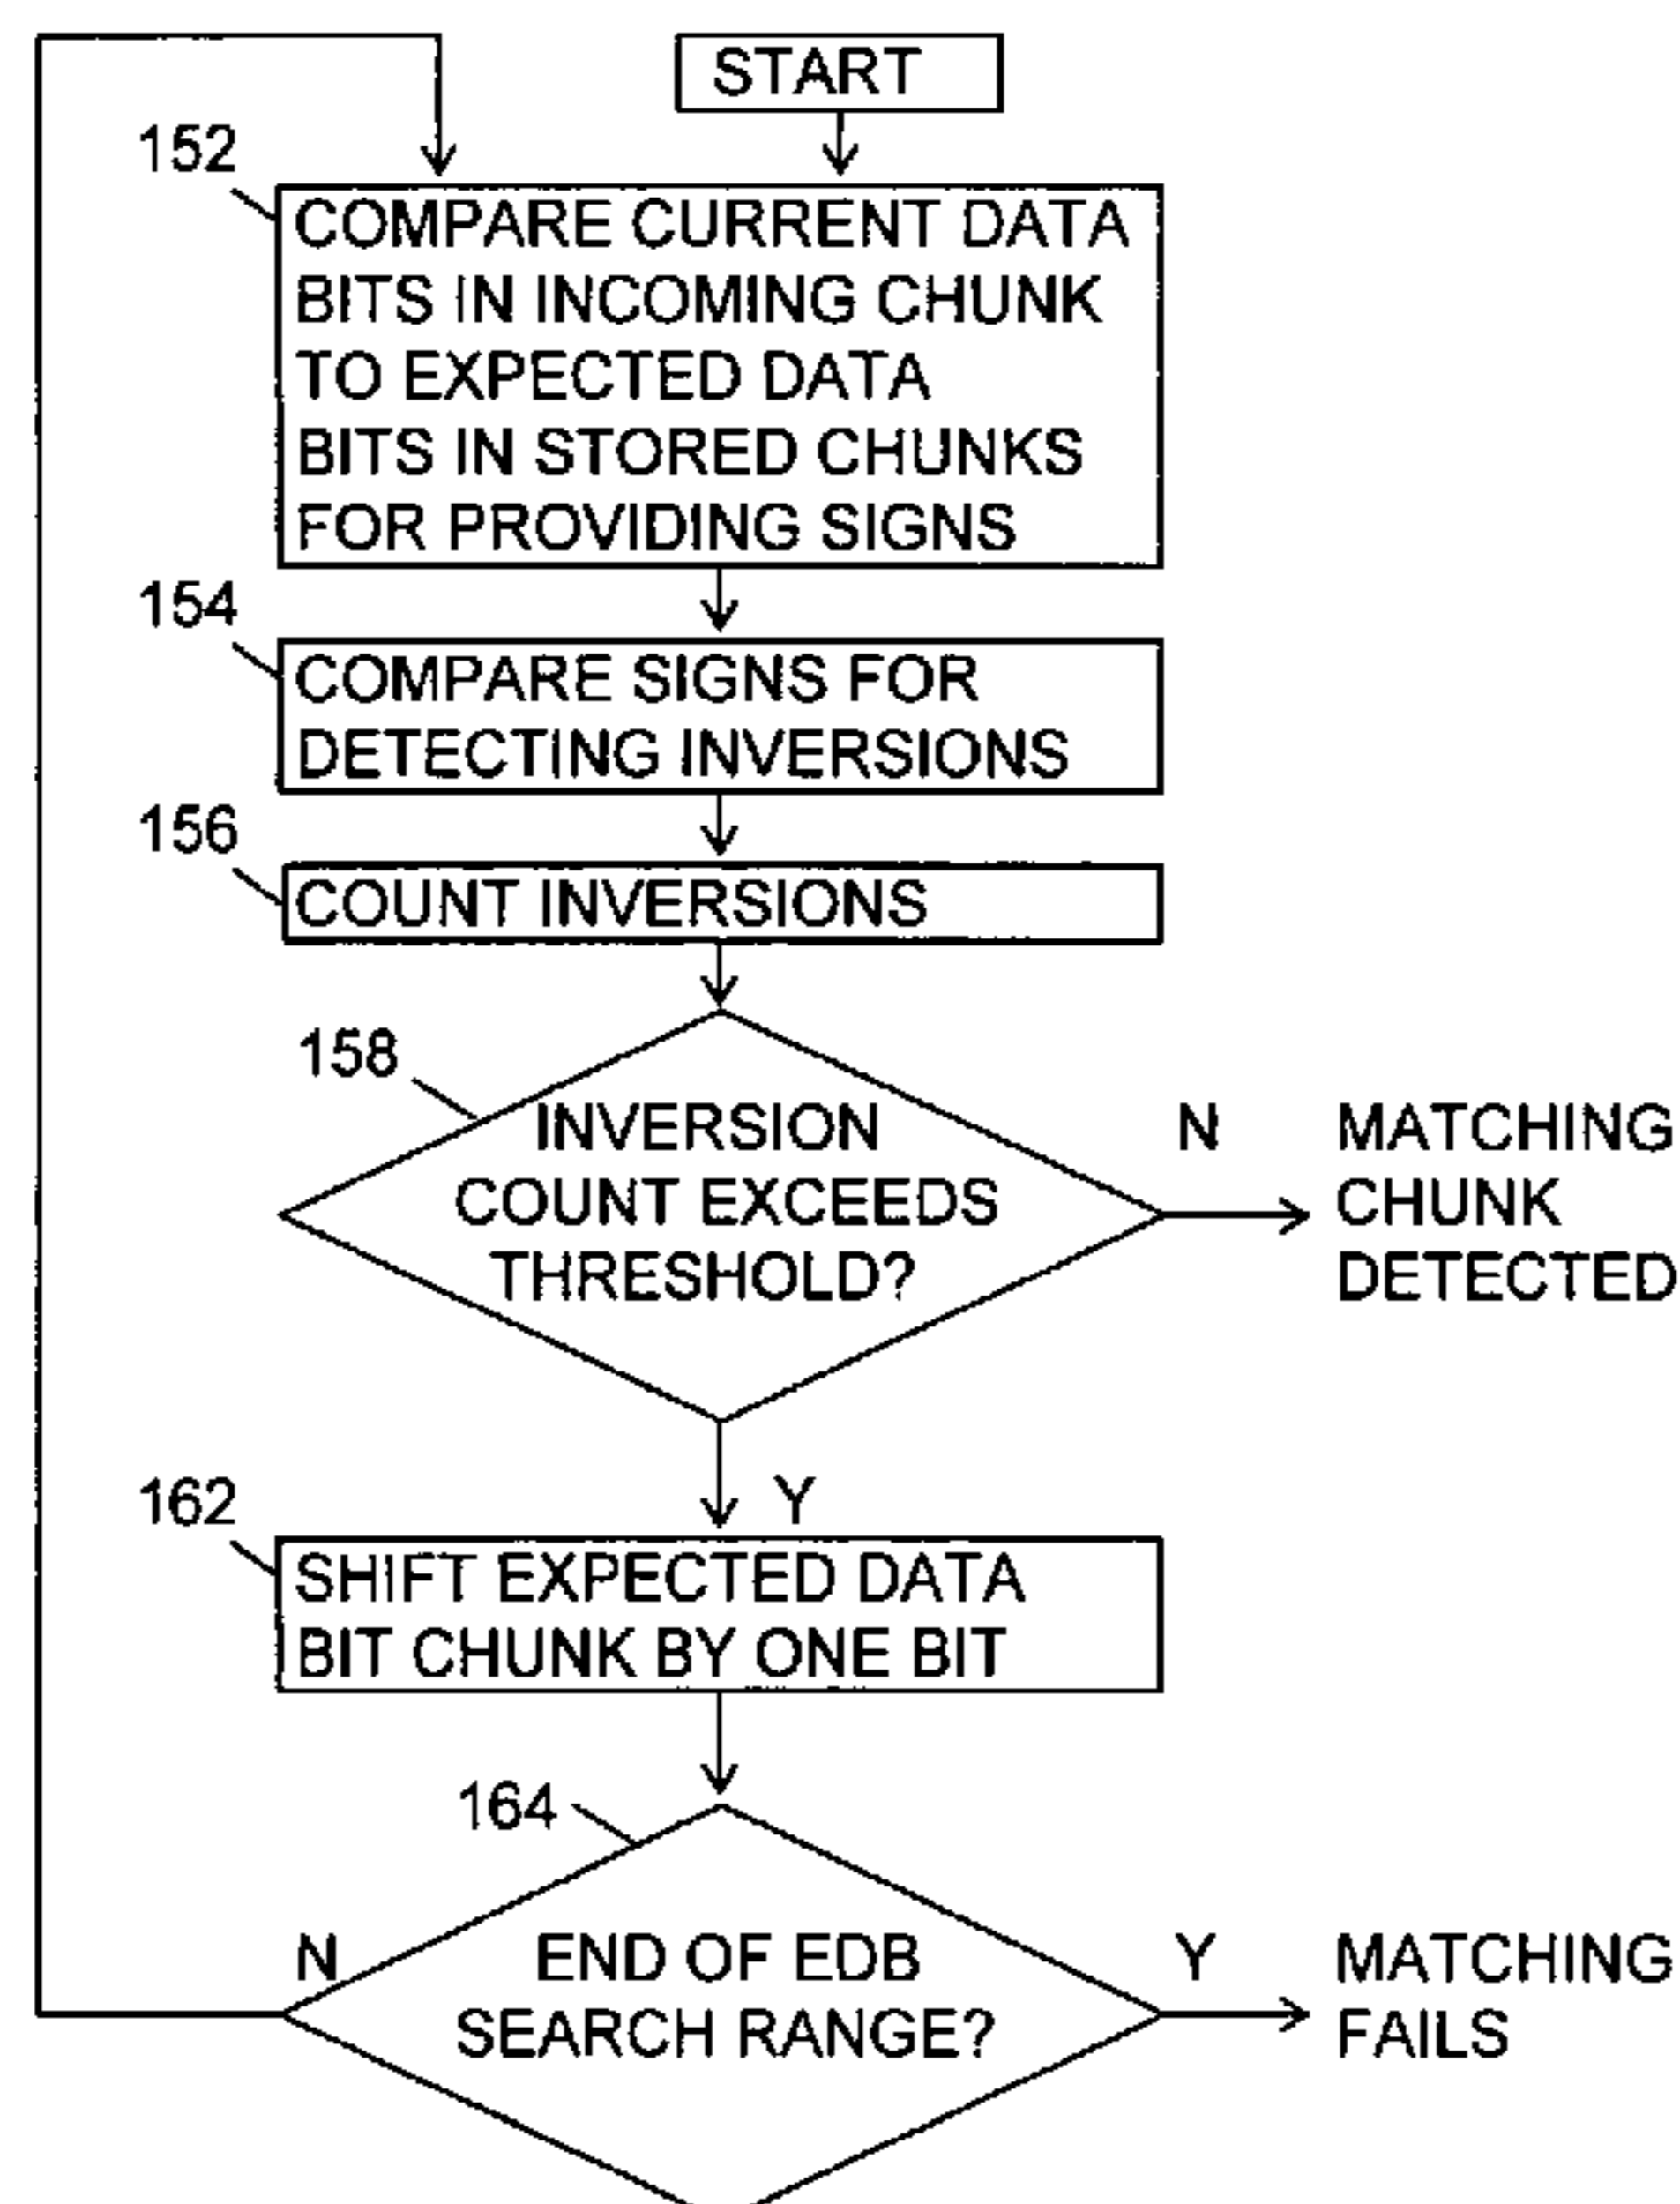 START
152
COMPARE CURRENT DATA
BITS IN INCOMING CHUNK
TO EXPECTED DATA
BITS IN STORED CHUNKS
FOR PROVIDING SIGNS
154
COMPARE SIGNS FOR
DETECTING INVERSIONS
156
COUNT INVERSIONS
158
INVERSION
COUNT EXCEEDS
THRESHOLD?
N
MATCHING
CHUNK
DETECTED
Y
162
SHIFT EXPECTED DATA
BIT CHUNK BY ONE BIT
164
N
END OF EDB
SEARCH RANGE?
Y
MATCHING
FAILS